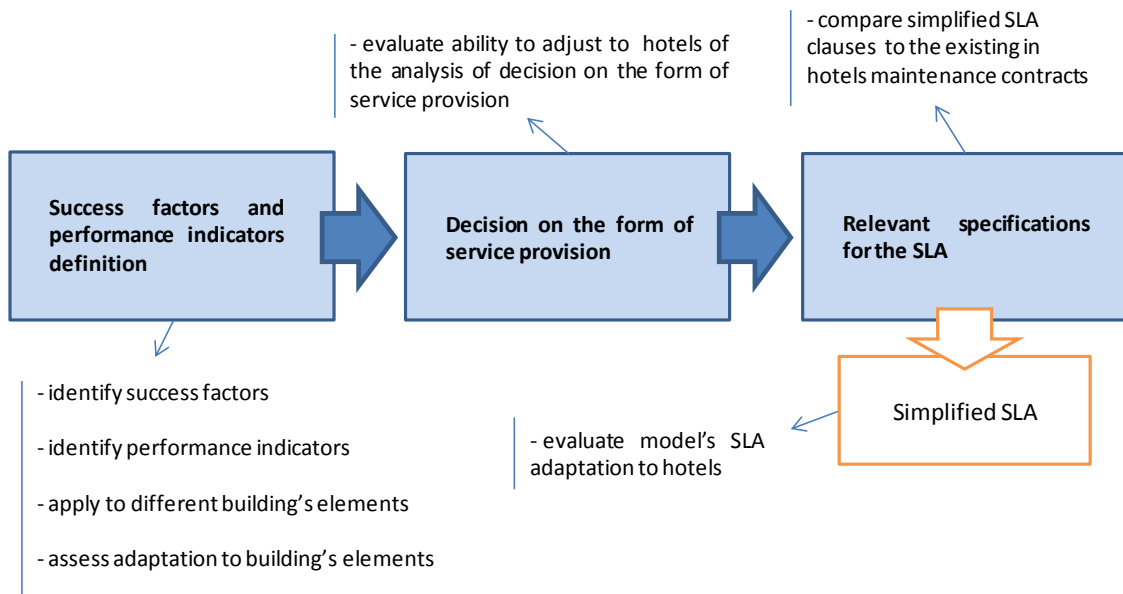 - evaluate ability to adjust to hotels of
the analysis of decision on the form of
service provision
- compare simplified SLA
clauses to the existing in
hotels maintenance contracts
Success factors and
performance indicators
definition
Decision on the form of
service provision
Relevant specifications
for the SLA
- identify success factors
- identify performance indicators
- apply to different building’s elements
- assess adaptation to building’s elements
- evaluate model’s SLA
adaptation to hotels
Simplified SLA